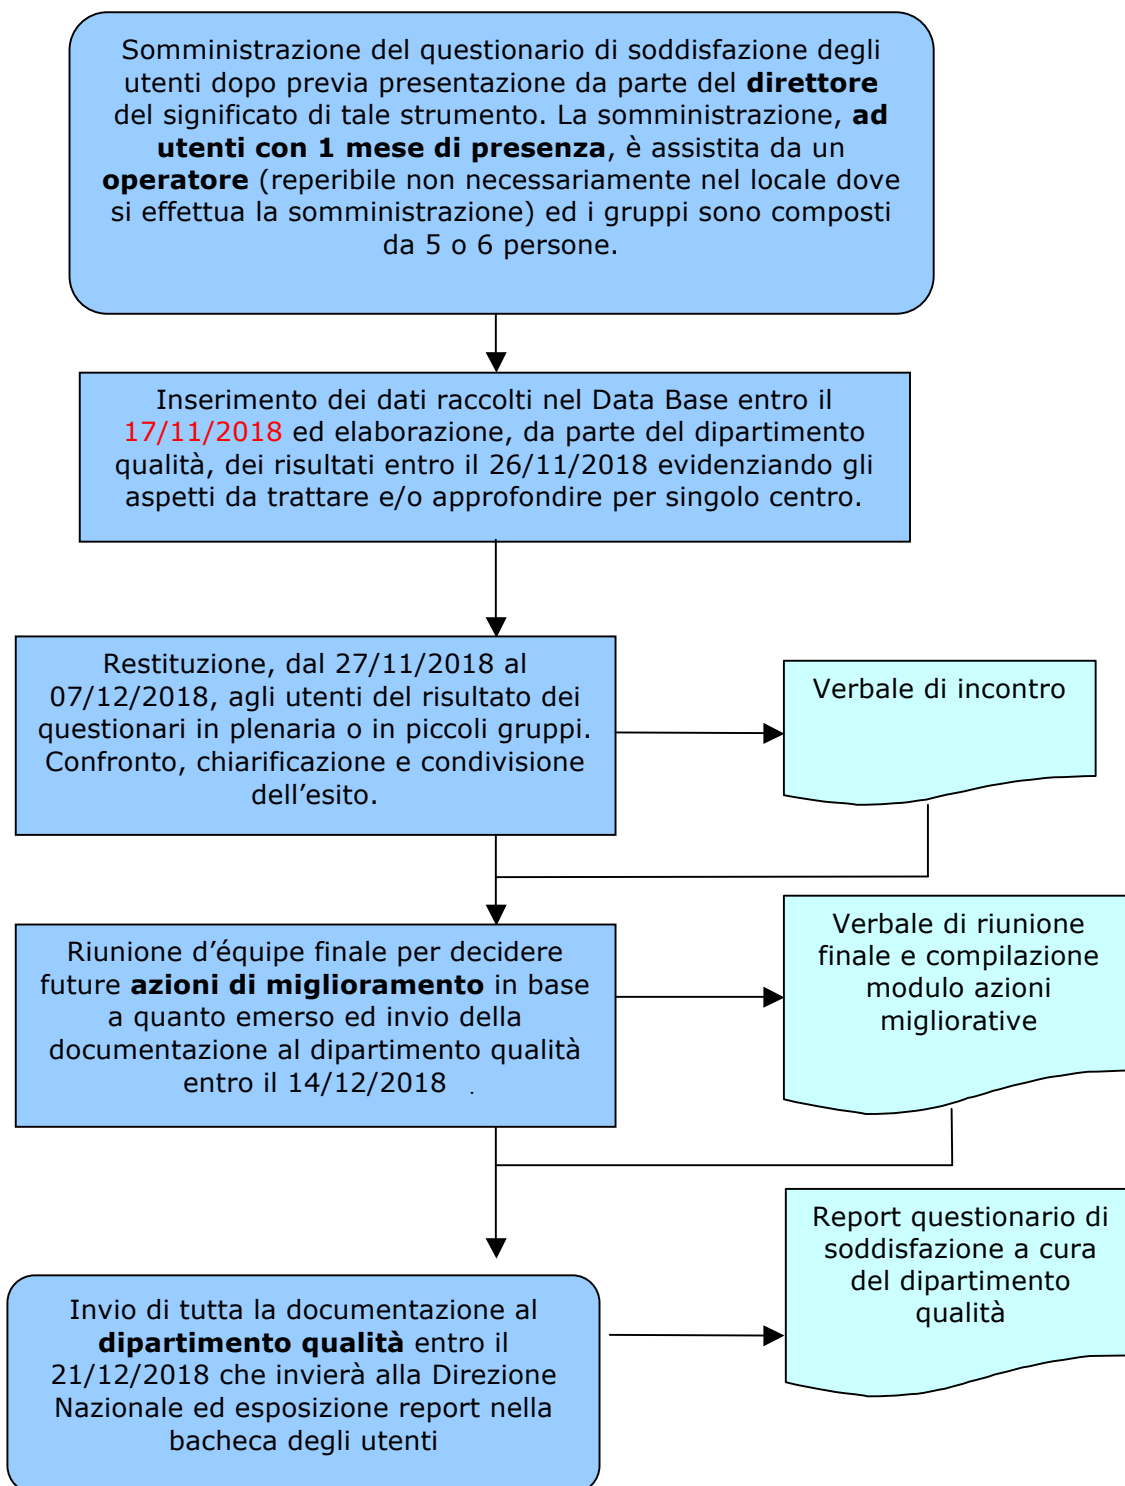 Somministrazione del questionario di soddisfazione degli
utenti dopo previa presentazione da parte del direttore
del significato di tale strumento. La somministrazione, ad
utenti con 1 mese di presenza, è assistita da un
operatore (reperibile non necessariamente nel locale dove
si effettua la somministrazione) ed i gruppi sono composti
da 5 o 6 persone.
Inserimento dei dati raccolti nel Data Base entro il
17/11/2018 ed elaborazione, da parte del dipartimento
qualità, dei risultati entro il 26/11/2018 evidenziando gli
aspetti da trattare e/o approfondire per singolo centro.
Restituzione, dal 27/11/2018 al
07/12/2018, agli utenti del risultato dei
questionari in plenaria o in piccoli gruppi.
Confronto, chiarificazione e condivisione
dell’esito.
Verbale di incontro
Riunione d’équipe finale per decidere
future azioni di miglioramento in base
a quanto emerso ed invio della
documentazione al dipartimento qualità
entro il 14/12/2018 .
Verbale di riunione
finale e compilazione
modulo azioni
migliorative
Invio di tutta la documentazione al
dipartimento qualità entro il
21/12/2018 che invierà alla Direzione
Nazionale ed esposizione report nella
bacheca degli utenti
Report questionario di
soddisfazione a cura
del dipartimento
qualità